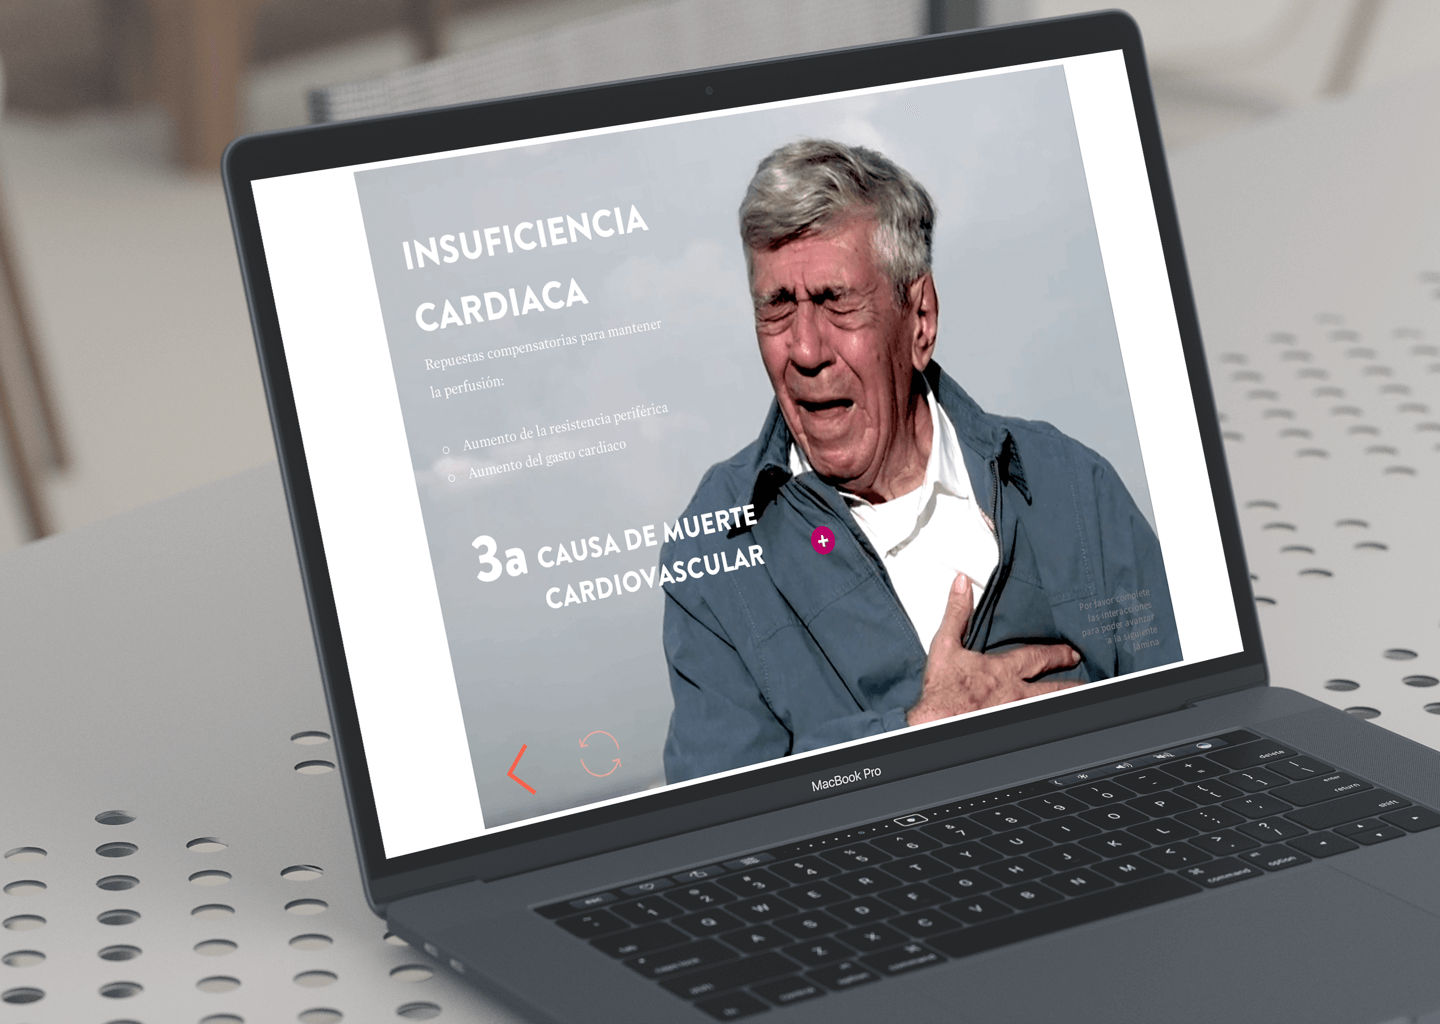 INSUFICIENCIA
CARDIACA
Repuestas compensatorias para mantener
la perfusión:
Aumento de la resistencia periférica
Aumento del gasto cardiaco
3a CAUSA DE MUERTE
CARDIOVASCULAR
+
Por favor complete
las interacciones
para poder avanzar
a la siguiente
lámina
MacBook Pro
esc
delete
Q W E R T Y U I O P
return
A S D F G H J K L
shift
Z X C V B N M
command
option